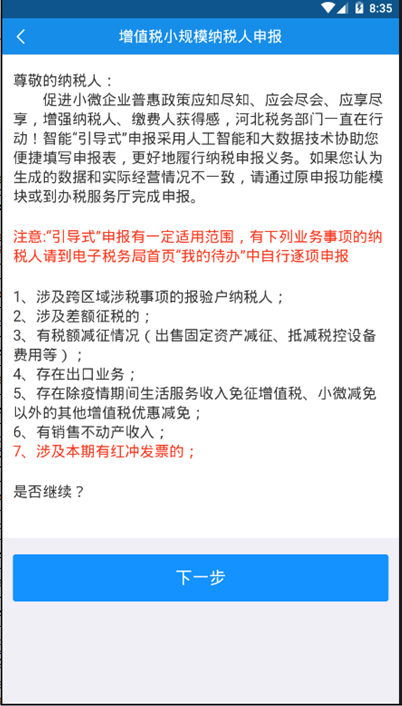 8:35
增值税小规模纳税人申报
尊敬的纳税人：
促进小微企业普惠政策应知尽知、应会尽会、应享尽
享，增强纳税人、缴费人获得感，河北税务部门一直在行
动！智能“引导式”申报采用人工智能和大数据技术协助您
便捷填写申报表，更好地履行纳税申报义务。如果您认为
生成的数据和实际经营情况不一致，请通过原申报功能模
块或到办税服务厅完成申报。
注意:“引导式”申报有一定适用范围，有下列业务事项的纳
税人请到电子税务局首页“我的待办”中自行逐项申报
1、涉及跨区域涉税事项的报验户纳税人；
2、涉及差额征税的；
3、有税额减征情况（出售固定资产减征、抵减税控设备
费用等）；
4、存在出口业务；
5、存在除疫情期间生活服务收入免征增值税、小微减免
以外的其他增值税优惠减免；
6、有销售不动产收入；
7、涉及本期有红冲发票的；
是否继续？
下一步